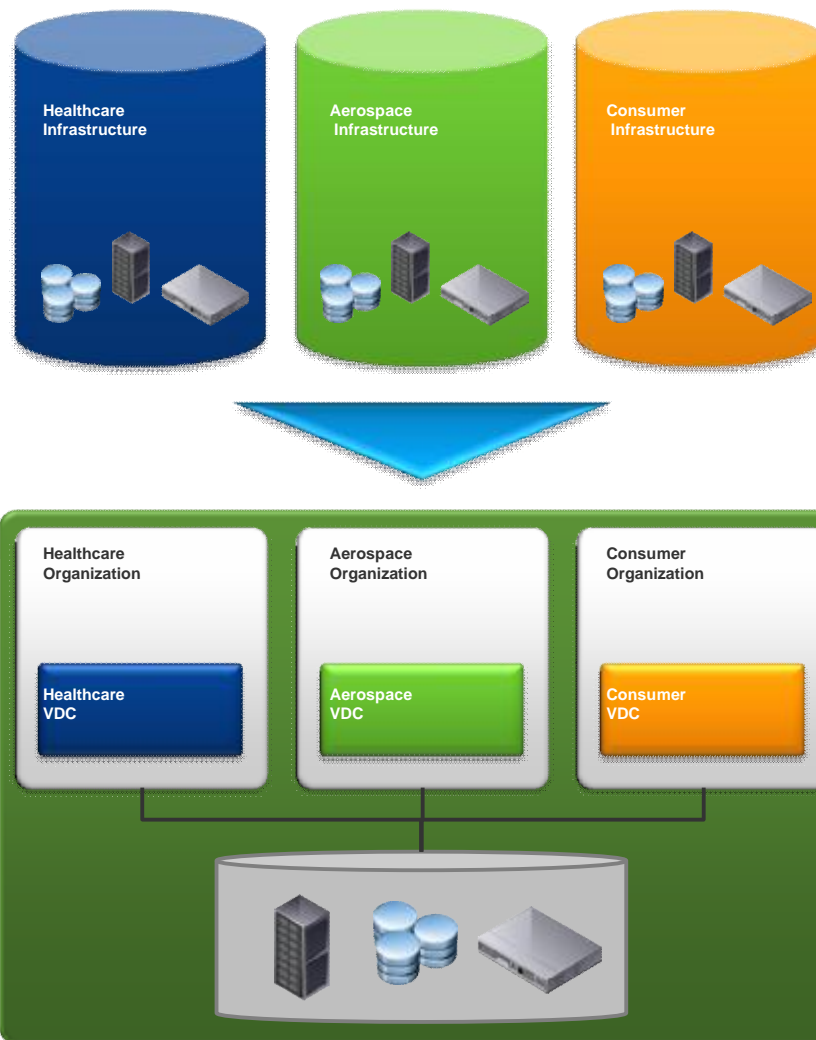 Healthcare
Infrastructure
Aerospace
Infrastructure
Consumer
Infrastructure
Healthcare
Organization
Aerospace
Organization
Consumer
Organization
Healthcare
VDC
Aerospace
VDC
Consumer
VDC